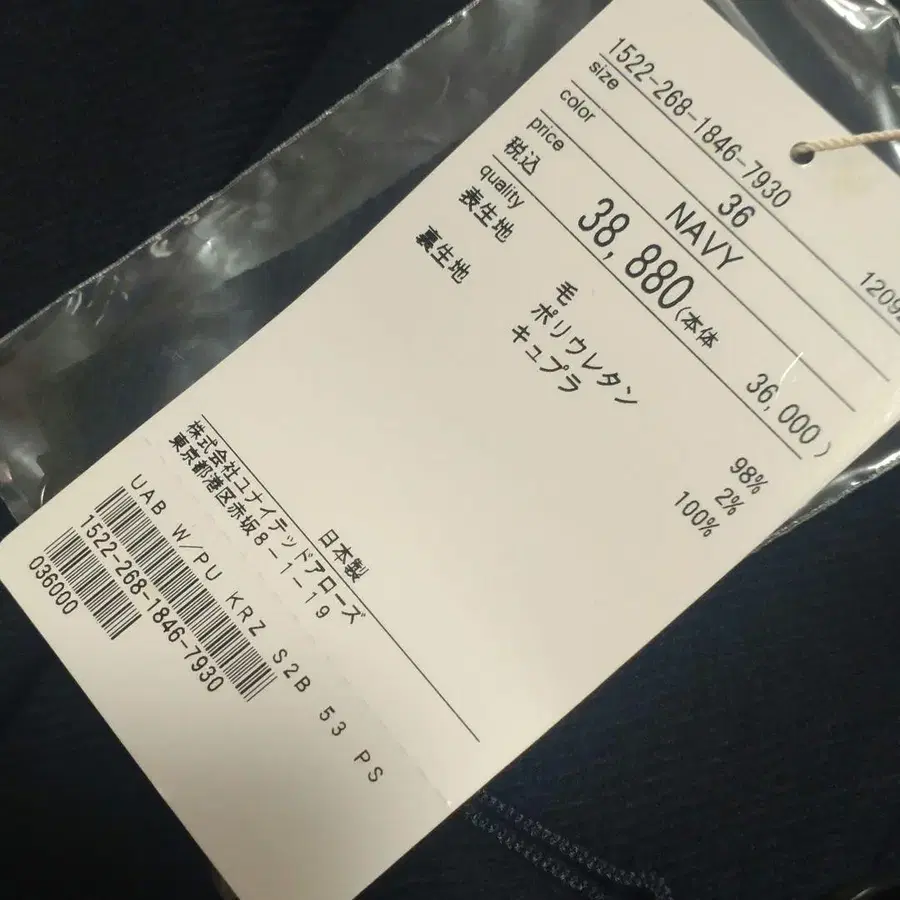 1522-268-1846-7930
size 36 1209
color NAVY
price
税込 38,880(本体 36,000)
quality
表生地 毛 98%
ポリウレタン 2%
裏生地 キュプラ 100%
日本製
株式会社ユナイテッドアローズ
東京都港区赤坂8-1-19
UAB W/PU KRZ S2B 53 PS
1522-268-1846-7930
036000